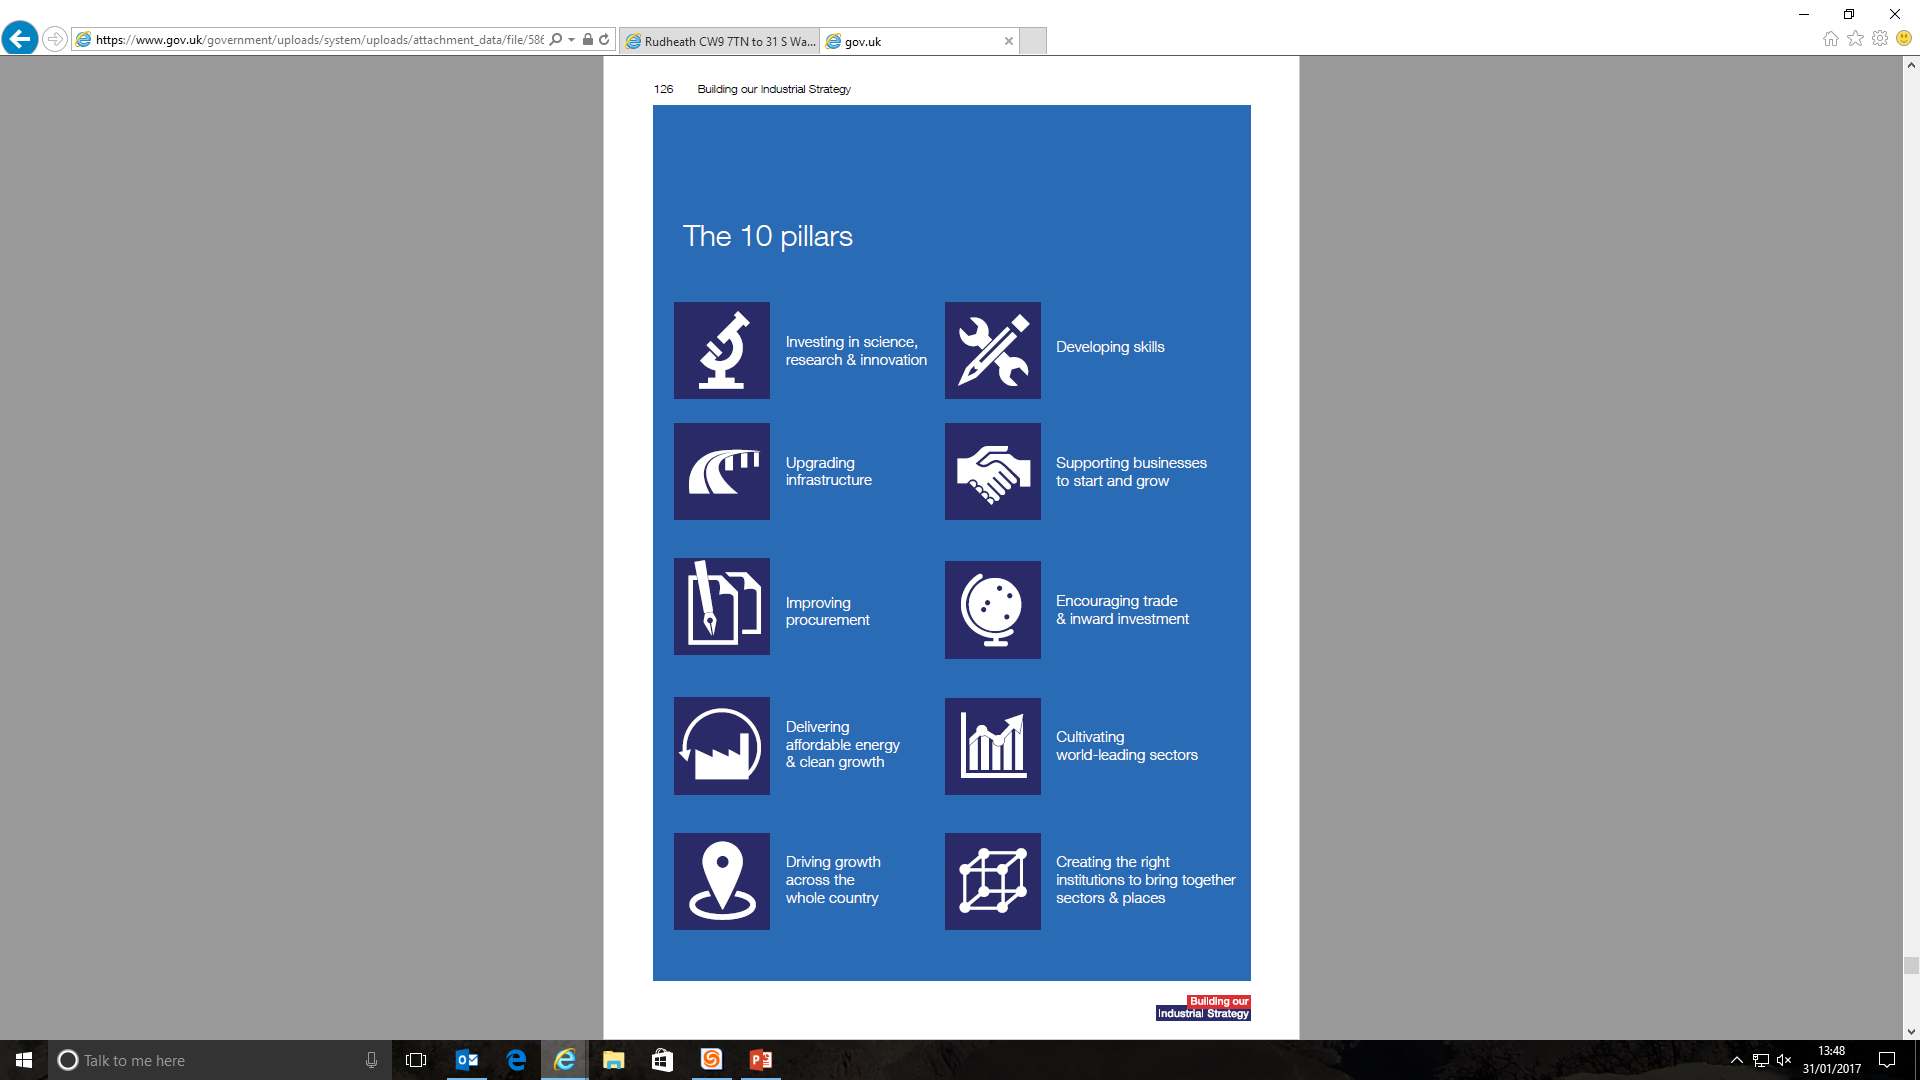 https://www.gov.uk/government/uploads/system/uploads/attachment_data/file/586
Rudheath CW9 7TN to 31 S Wa...
gov.uk
126 Building our Industrial Strategy
The 10 pillars
Investing in science,
research & innovation
Developing skills
Upgrading
infrastructure
Supporting businesses
to start and grow
Improving
procurement
Encouraging trade
& inward investment
Delivering
affordable energy
& clean growth
Cultivating
world-leading sectors
Driving growth
across the
whole country
Creating the right
institutions to bring together
sectors & places
Building our
Industrial Strategy
Talk to me here
13:48
31/01/2017